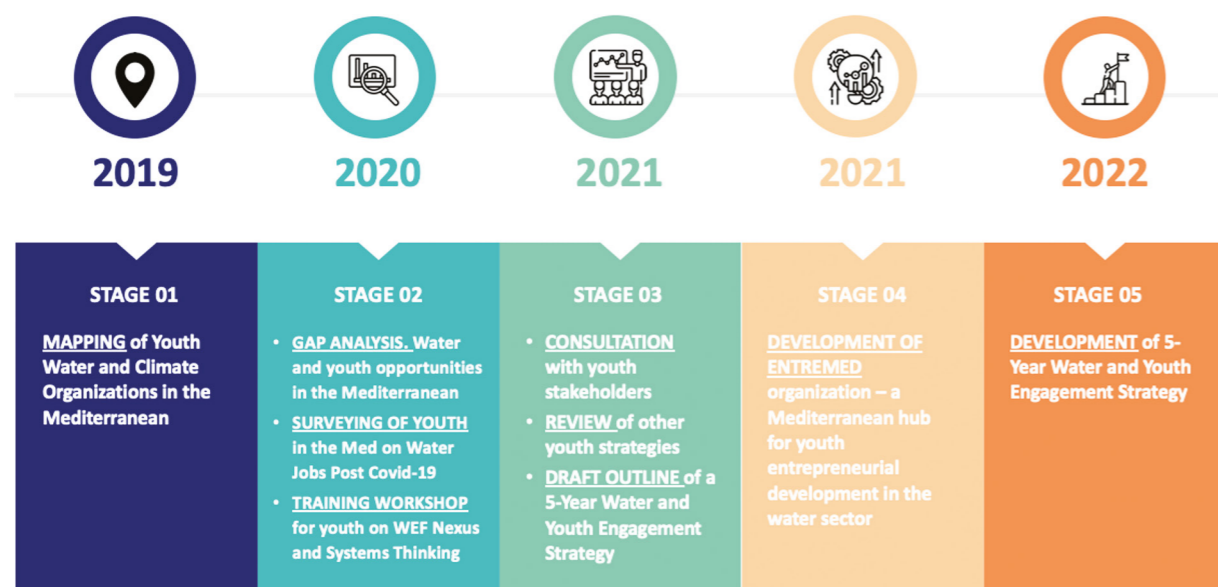 2019
2020
2021
2021
2022
STAGE 01
MAPPING of Youth
Water and Climate
Organizations in the
Mediterranean
STAGE 02
• GAP ANALYSIS. Water
and youth opportunities
in the Mediterranean
• SURVEYING OF YOUTH
in the Med on Water
Jobs Post Covid-19
• TRAINING WORKSHOP
for youth on WEF Nexus
and Systems Thinking
STAGE 03
• CONSULTATION
with youth
stakeholders
• REVIEW of other
youth strategies
• DRAFT OUTLINE of a
5-Year Water and
Youth Engagement
Strategy
STAGE 04
DEVELOPMENT OF
ENTREMED
organization – a
Mediterranean hub
for youth
entrepreneurial
development in the
water sector
STAGE 05
DEVELOPMENT of 5-
Year Water and Youth
Engagement Strategy